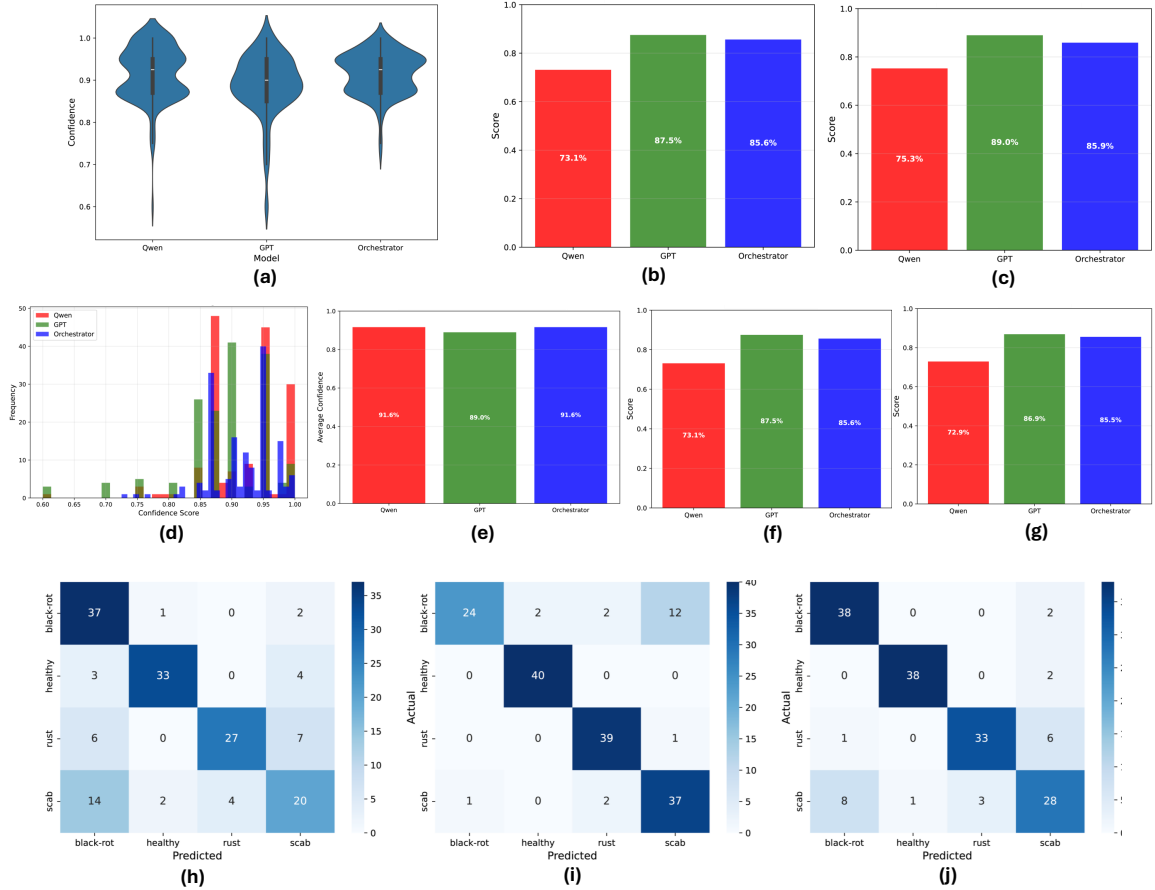 1.0
0.9
0.8
0.7
0.6
Confidence
Qwen
GPT
Orchestrator
Model
(a)
1.0
0.8
0.6
0.4
0.2
0.0
Score
73.1%
87.5%
85.6%
Qwen
GPT
Orchestrator
(b)
1.0
0.8
0.6
0.4
0.2
0.0
Score
75.3%
89.0%
85.9%
Qwen
GPT
Orchestrator
(c)
50
40
30
20
10
0
Frequency
Qwen
GPT
Orchestrator
0.60
0.65
0.70
0.75
0.80
0.85
0.90
0.95
1.00
Confidence Score
(d)
1.0
0.8
0.6
0.4
0.2
0.0
Average Confidence
91.6%
89.0%
91.6%
Qwen
GPT
Orchestrator
(e)
1.0
0.8
0.6
0.4
0.2
0.0
Score
73.1%
87.5%
85.6%
Qwen
GPT
Orchestrator
(f)
1.0
0.8
0.6
0.4
0.2
0.0
Score
72.9%
86.9%
85.5%
Qwen
GPT
Orchestrator
(g)
black-rot
healthy
rust
scab
37 1 0 2
3 33 0 4
6 0 27 7
14 2 4 20
black-rot healthy rust scab
Predicted
35
30
25
20
15
10
5
0
(h)
Actual
24 2 2 12
0 40 0 0
0 0 39 1
1 0 2 37
black-rot healthy rust scab
Predicted
40
35
30
25
20
15
10
5
0
(i)
Actual
38 0 0 2
0 38 0 2
1 0 33 6
8 1 3 28
black-rot healthy rust scab
Predicted
(j)